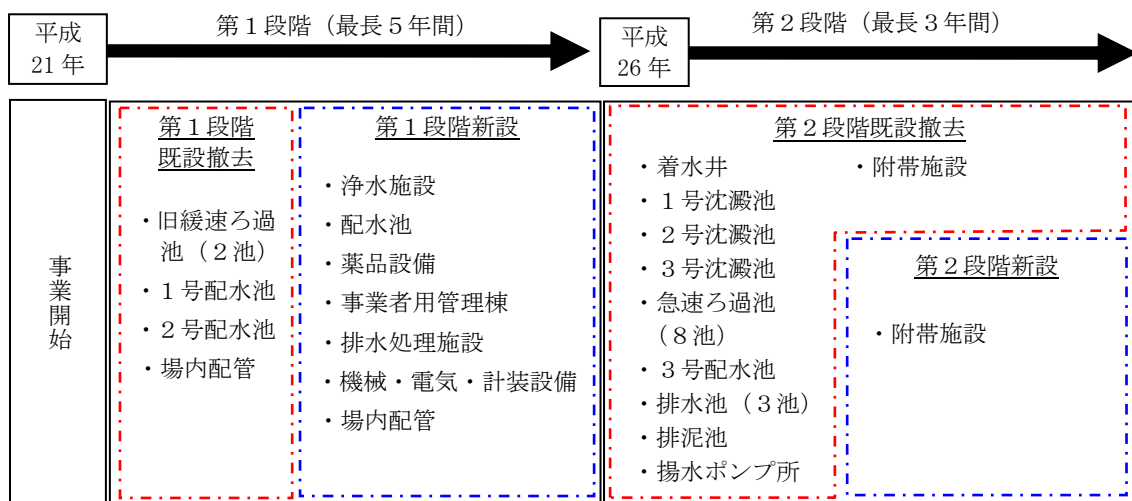 平成
21 年
第１段階（最長５年間）
平成
26 年
第２段階（最長３年間）
事業開始
第１段階
既設撤去
・旧緩速ろ過
池（２池）
・１号配水池
・２号配水池
・場内配管
第１段階新設
・浄水施設
・配水池
・薬品設備
・事業者用管理棟
・排水処理施設
・機械・電気・計装設備
・場内配管
第２段階既設撤去
・着水井
・１号沈澱池
・２号沈澱池
・３号沈澱池
・急速ろ過池
（８池）
・３号配水池
・排水池（３池）
・排泥池
・揚水ポンプ所
・附帯施設
第２段階新設
・附帯施設